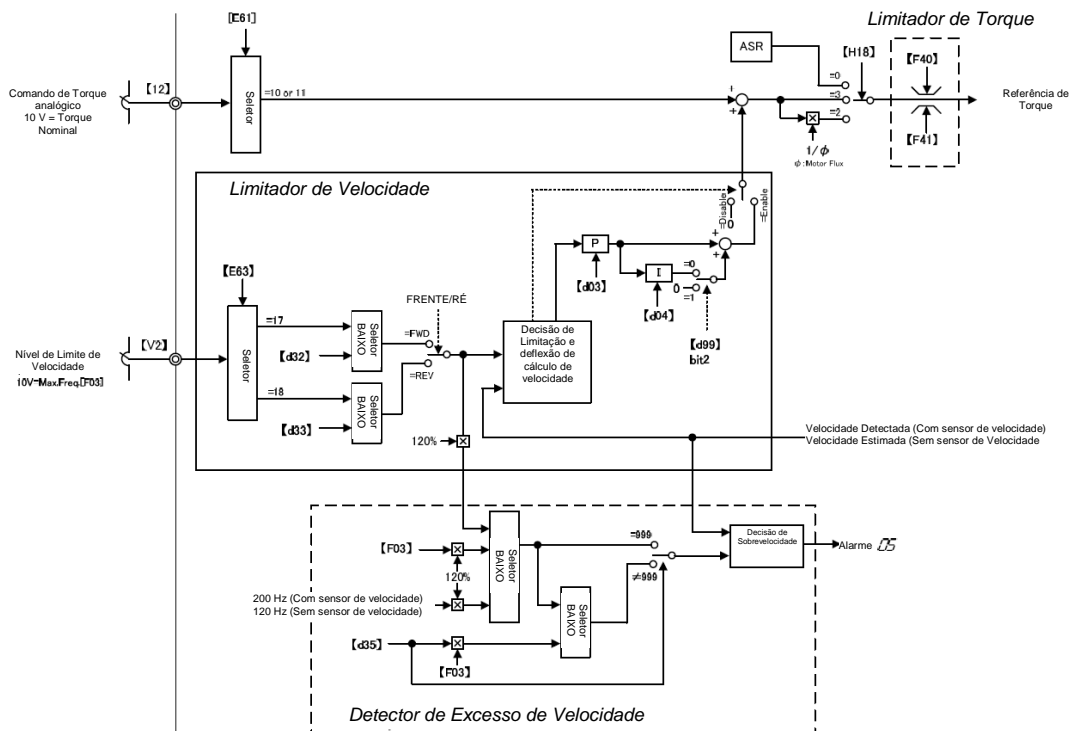 【E61】
Limitador de Torque
ASR
【H18】
【F40】
Comando de Torque
analógico
10 V = Torque
Nominal
【12】
Seletor
=10 or 11
+
+
=0
=3
=2
1/φ
φ:Motor Flux
【F41】
Referência de
Torque
Limitador de Velocidade
=Disable
0
=Enable
【E63】
FRENTE/RÉ
P
【d03】
I
【d04】
=0
0
=1
+
+
【d99】
bit2
Nível de Limite de
Velocidade
10V=Max.Freq.[F03]
【V2】
Seletor
=17
=18
【d32】
Seletor
BAIXO
【d33】
Seletor
BAIXO
=FWD
=REV
Decisão de
Limitação e
deflexão de
cálculo de
velocidade
120%
Velocidade Detectada (Com sensor de velocidade)
Velocidade Estimada (Sem sensor de Velocidade
【F03】
120%
200 Hz (Com sensor de velocidade)
120 Hz (Sem sensor de velocidade)
Seletor
BAIXO
=999
≠999
Seletor
BAIXO
【d35】
【F03】
Decisão de
Sobrevelocidade
Alarme OS
Detector de Excesso de Velocidade